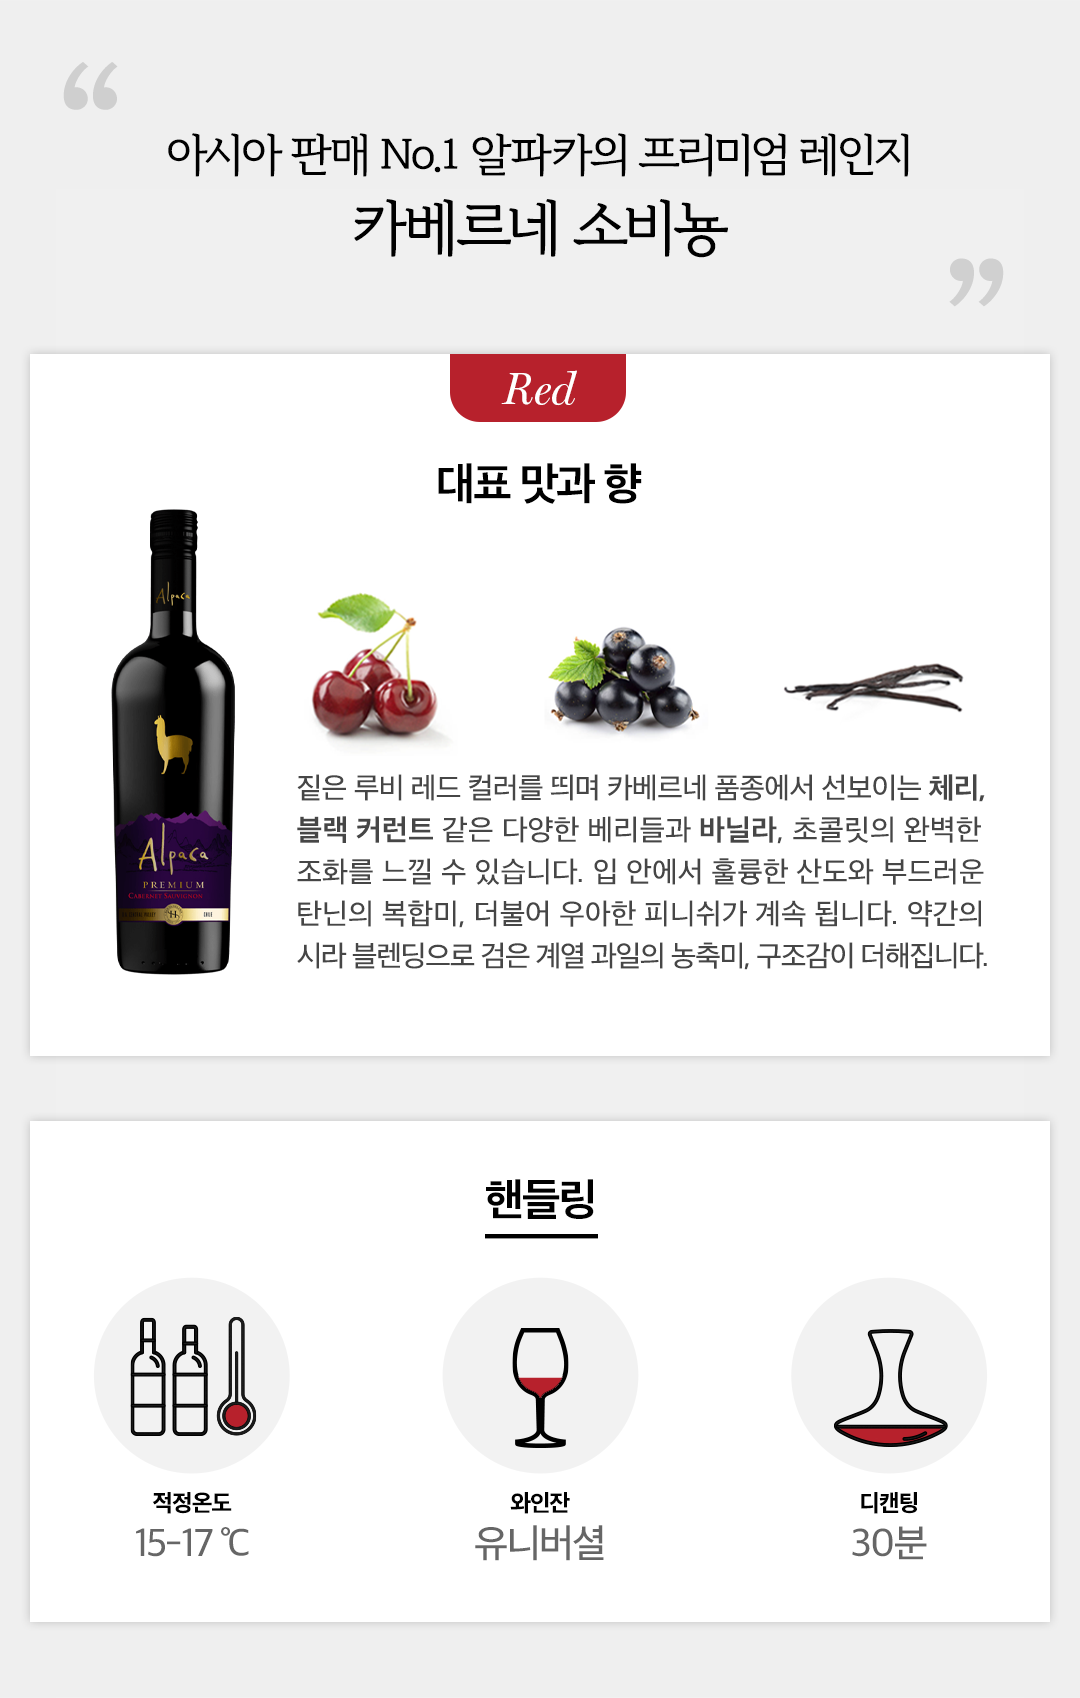 “
아시아 판매 No.1 알파카의 프리미엄 레인지
카베르네 소비뇽
”
Red
대표 맛과 향
Alpaca
Alpaca
PREMIUM
CABERNET SAUVIGNON
CHILE
짙은 루비 레드 컬러를 띄며 카베르네 품종에서 선보이는 체리,
블랙 커런트 같은 다양한 베리들과 바닐라, 초콜릿의 완벽한
조화를 느낄 수 있습니다. 입 안에서 훌륭한 산도와 부드러운
탄닌의 복합미, 더불어 우아한 피니쉬가 계속 됩니다. 약간의
시라 블렌딩으로 검은 계열 과일의 농축미, 구조감이 더해집니다.
핸들링
적정온도
15-17 ℃
와인잔
유니버셜
디캔팅
30분